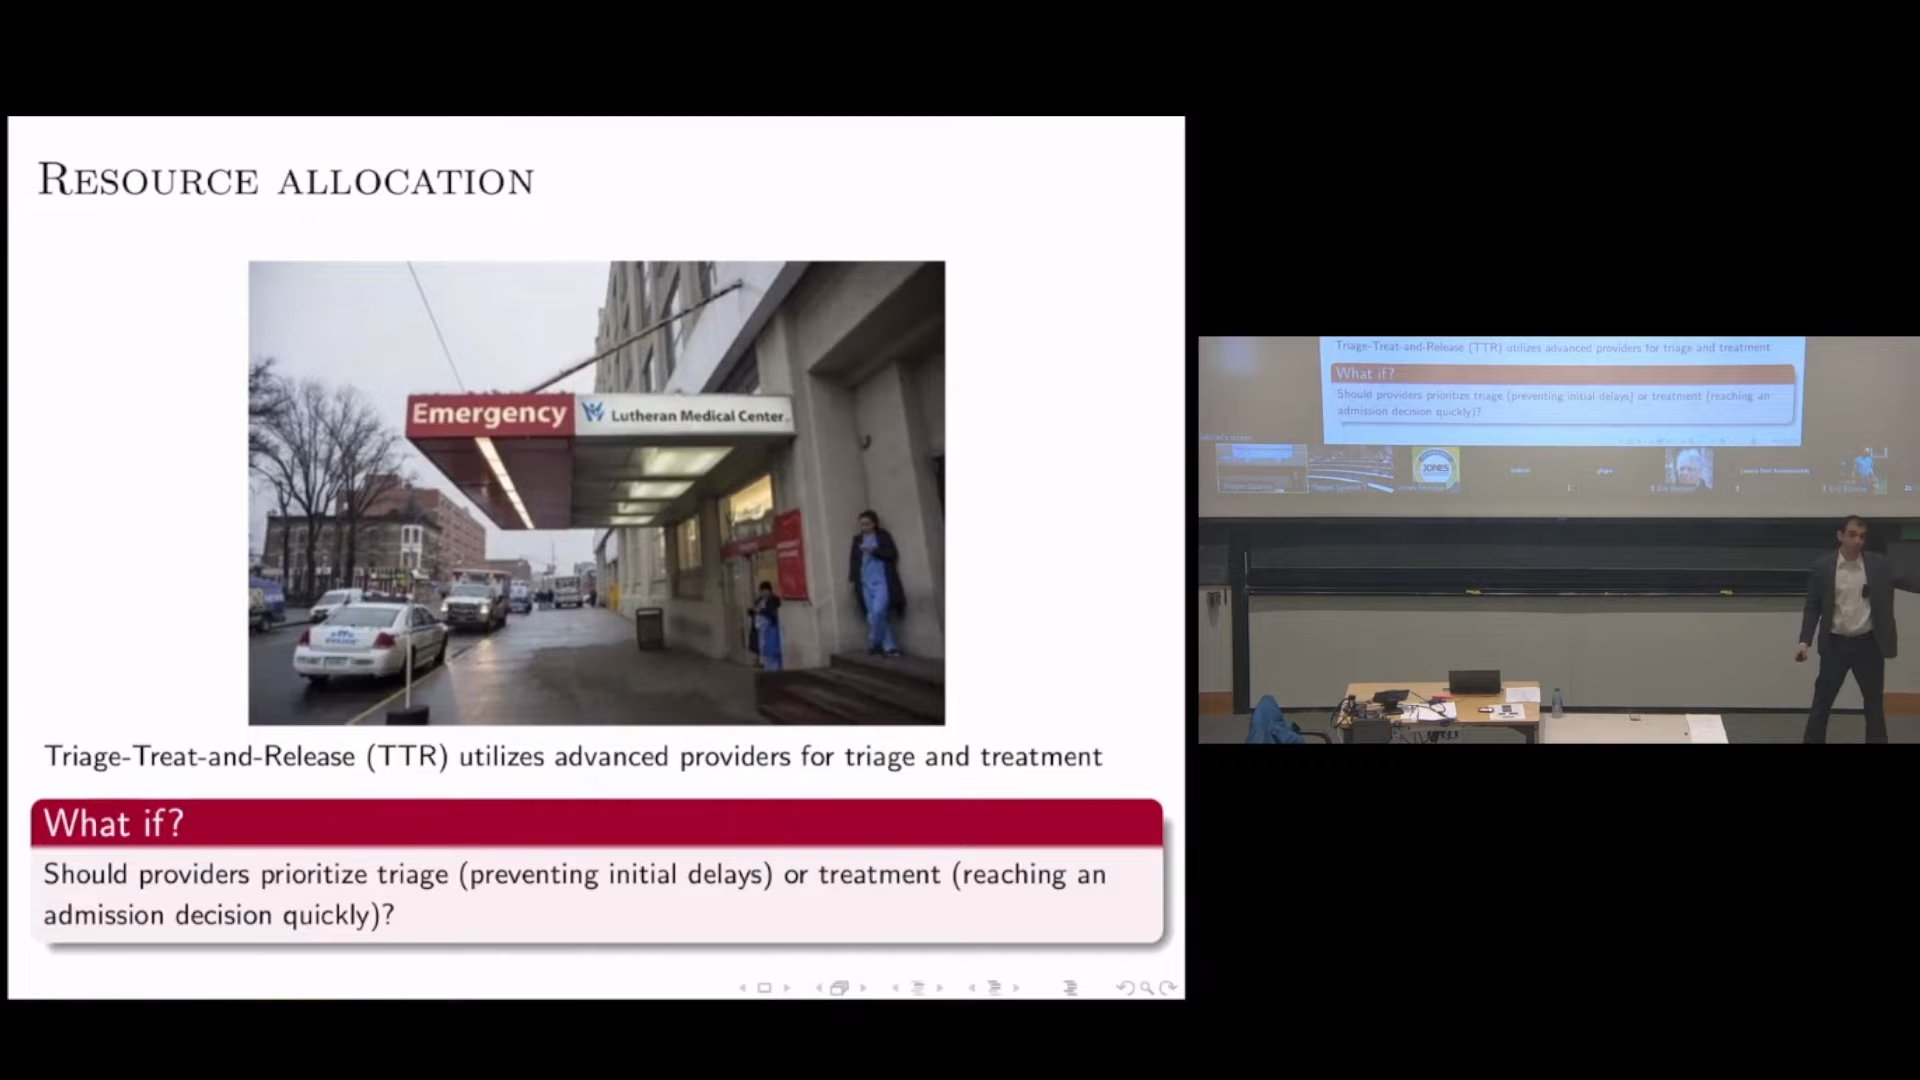 RESOURCE ALLOCATION
Emergency
Lutheran Medical Center
Triage-Treat-and-Release (TTR) utilizes advanced providers for triage and treatment
What if?
Should providers prioritize triage (preventing initial delays) or treatment (reaching an
admission decision quickly)?
Triage-Treat-and-Release (TTR) utilizes advanced providers for triage and treatment
What if?
Should providers prioritize triage (preventing initial delays) or treatment (reaching an
admission decision quickly)?
JONES